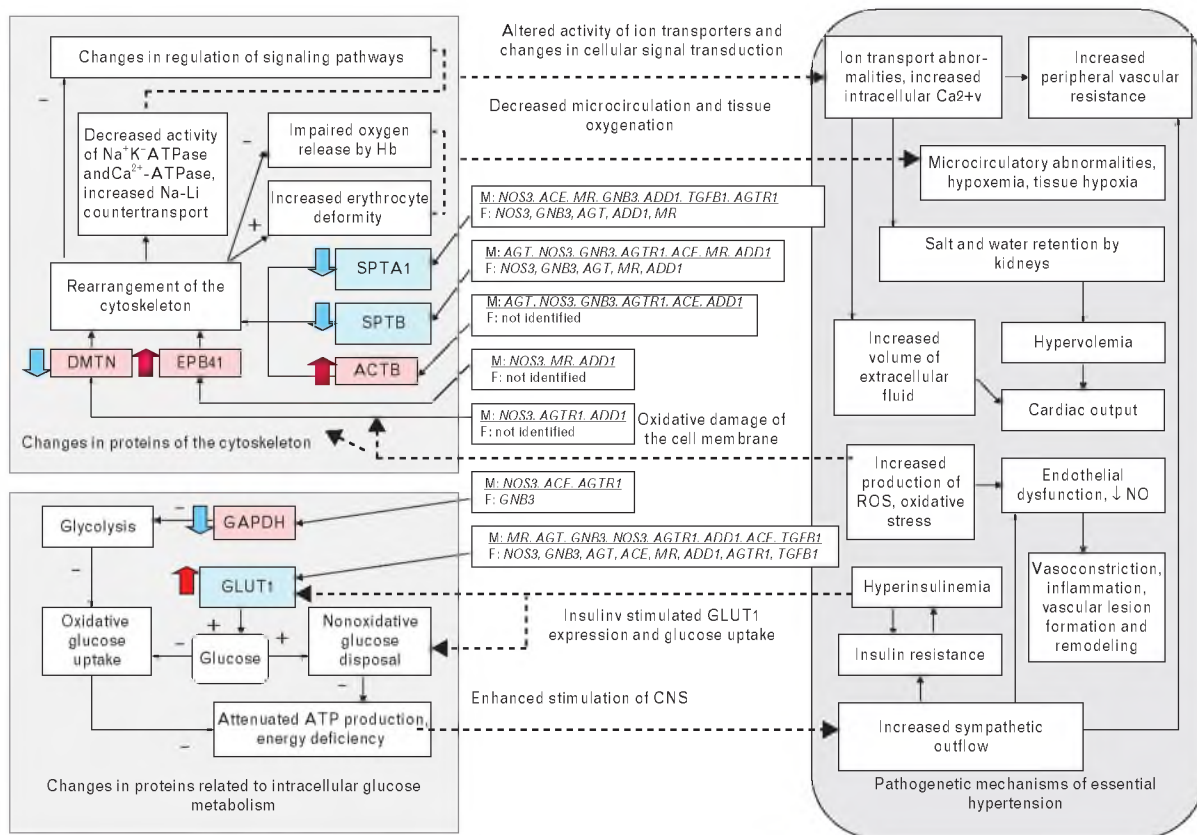 Changes in regulation of signaling pathways
–
Decreased activity
of Na⁺K⁻ATPase
andCa²⁺-ATPase,
increased Na-Li
countertransport
–
Impaired oxygen
release by Hb
Increased erythrocyte
deformity
+
Rearrangement of the
cytoskeleton
SPTA1
SPTB
ACTB
DMTN
EPB41
Changes in proteins of the cytoskeleton
Altered activity of ion transporters and
changes in cellular signal transduction
Decreased microcirculation and tissue
oxygenation
M: NOS3. ACE. MR. GNB3. ADD1. TGFB1. AGTR1
F: NOS3, GNB3, AGT, ADD1, MR
M: AGT. NOS3. GNB3. AGTR1. ACE. MR. ADD1
F: NOS3, GNB3, AGT, MR, ADD1
M: AGT. NOS3. GNB3. AGTR1. ACE. ADD1
F: not identified
M: NOS3. MR. ADD1
F: not identified
M: NOS3. AGTR1. ADD1
F: not identified
Oxidative damage of
the cell membrane
M: NOS3. ACE. AGTR1
F: GNB3
M: MR. AGT. GNB3. NOS3. AGTR1. ADD1. ACE. TGFB1
F: NOS3, GNB3, AGT, ACE, MR, ADD1, AGTR1, TGFB1
Insulinv stimulated GLUT1
expression and glucose uptake
Enhanced stimulation of CNS
Glycolysis
–
GAPDH
–
GLUT1
Oxidative
glucose
uptake
+
–
Glucose
+
Nonoxidative
glucose
disposal
–
Attenuated ATP production,
energy deficiency
–
Changes in proteins related to intracellular glucose
metabolism
Ion transport abnor-
malities, increased
intracellular Ca2+v
Increased
peripheral vascular
resistance
Microcirculatory abnormalities,
hypoxemia, tissue hypoxia
Salt and water retention by
kidneys
Increased
volume of
extracellular
fluid
Hypervolemia
Cardiac output
Increased
production of
ROS, oxidative
stress
Endothelial
dysfunction, ↓ NO
Hyperinsulinemia
Vasoconstriction,
inflammation,
vascular lesion
formation and
remodeling
Insulin resistance
Increased sympathetic
outflow
Pathogenetic mechanisms of essential
hypertension